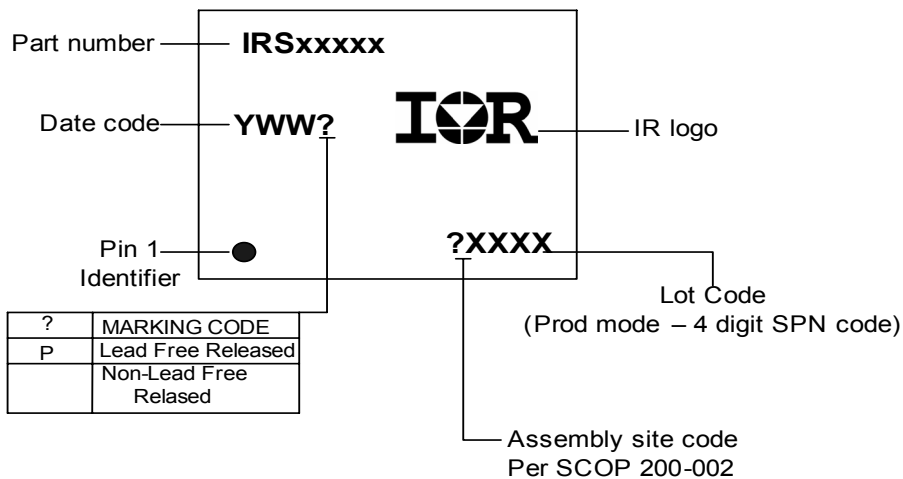 Part number
IRSxxxxx
Date code
YWW?
IOR
IR logo
Pin 1
Identifier
?XXXX
Lot Code
(Prod mode – 4 digit SPN code)
? MARKING CODE
P Lead Free Released
Non-Lead Free
Relased
Assembly site code
Per SCOP 200-002